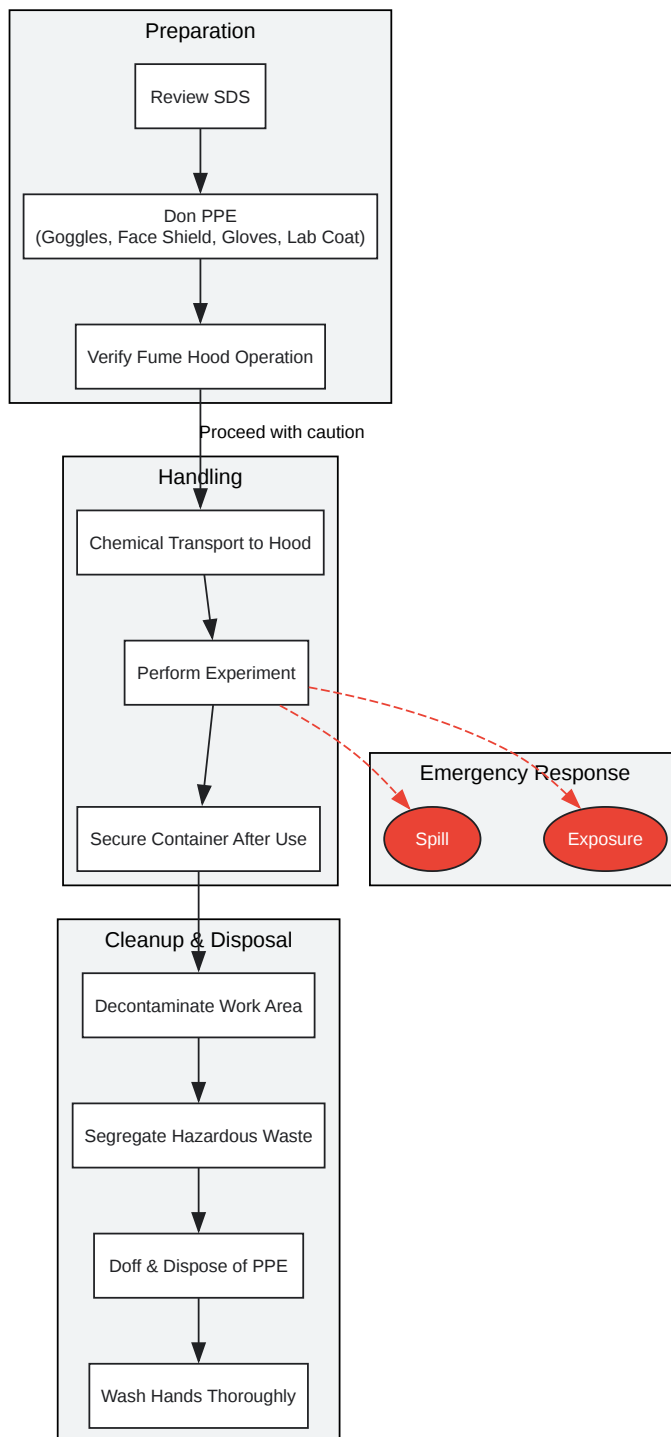 Preparation
Review SDS
Don PPE
(Goggles, Face Shield, Gloves, Lab Coat)
Verify Fume Hood Operation
Proceed with caution
Handling
Chemical Transport to Hood
Perform Experiment
Emergency Response
Spill
Exposure
Secure Container After Use
Cleanup & Disposal
Decontaminate Work Area
Segregate Hazardous Waste
Doff & Dispose of PPE
Wash Hands Thoroughly